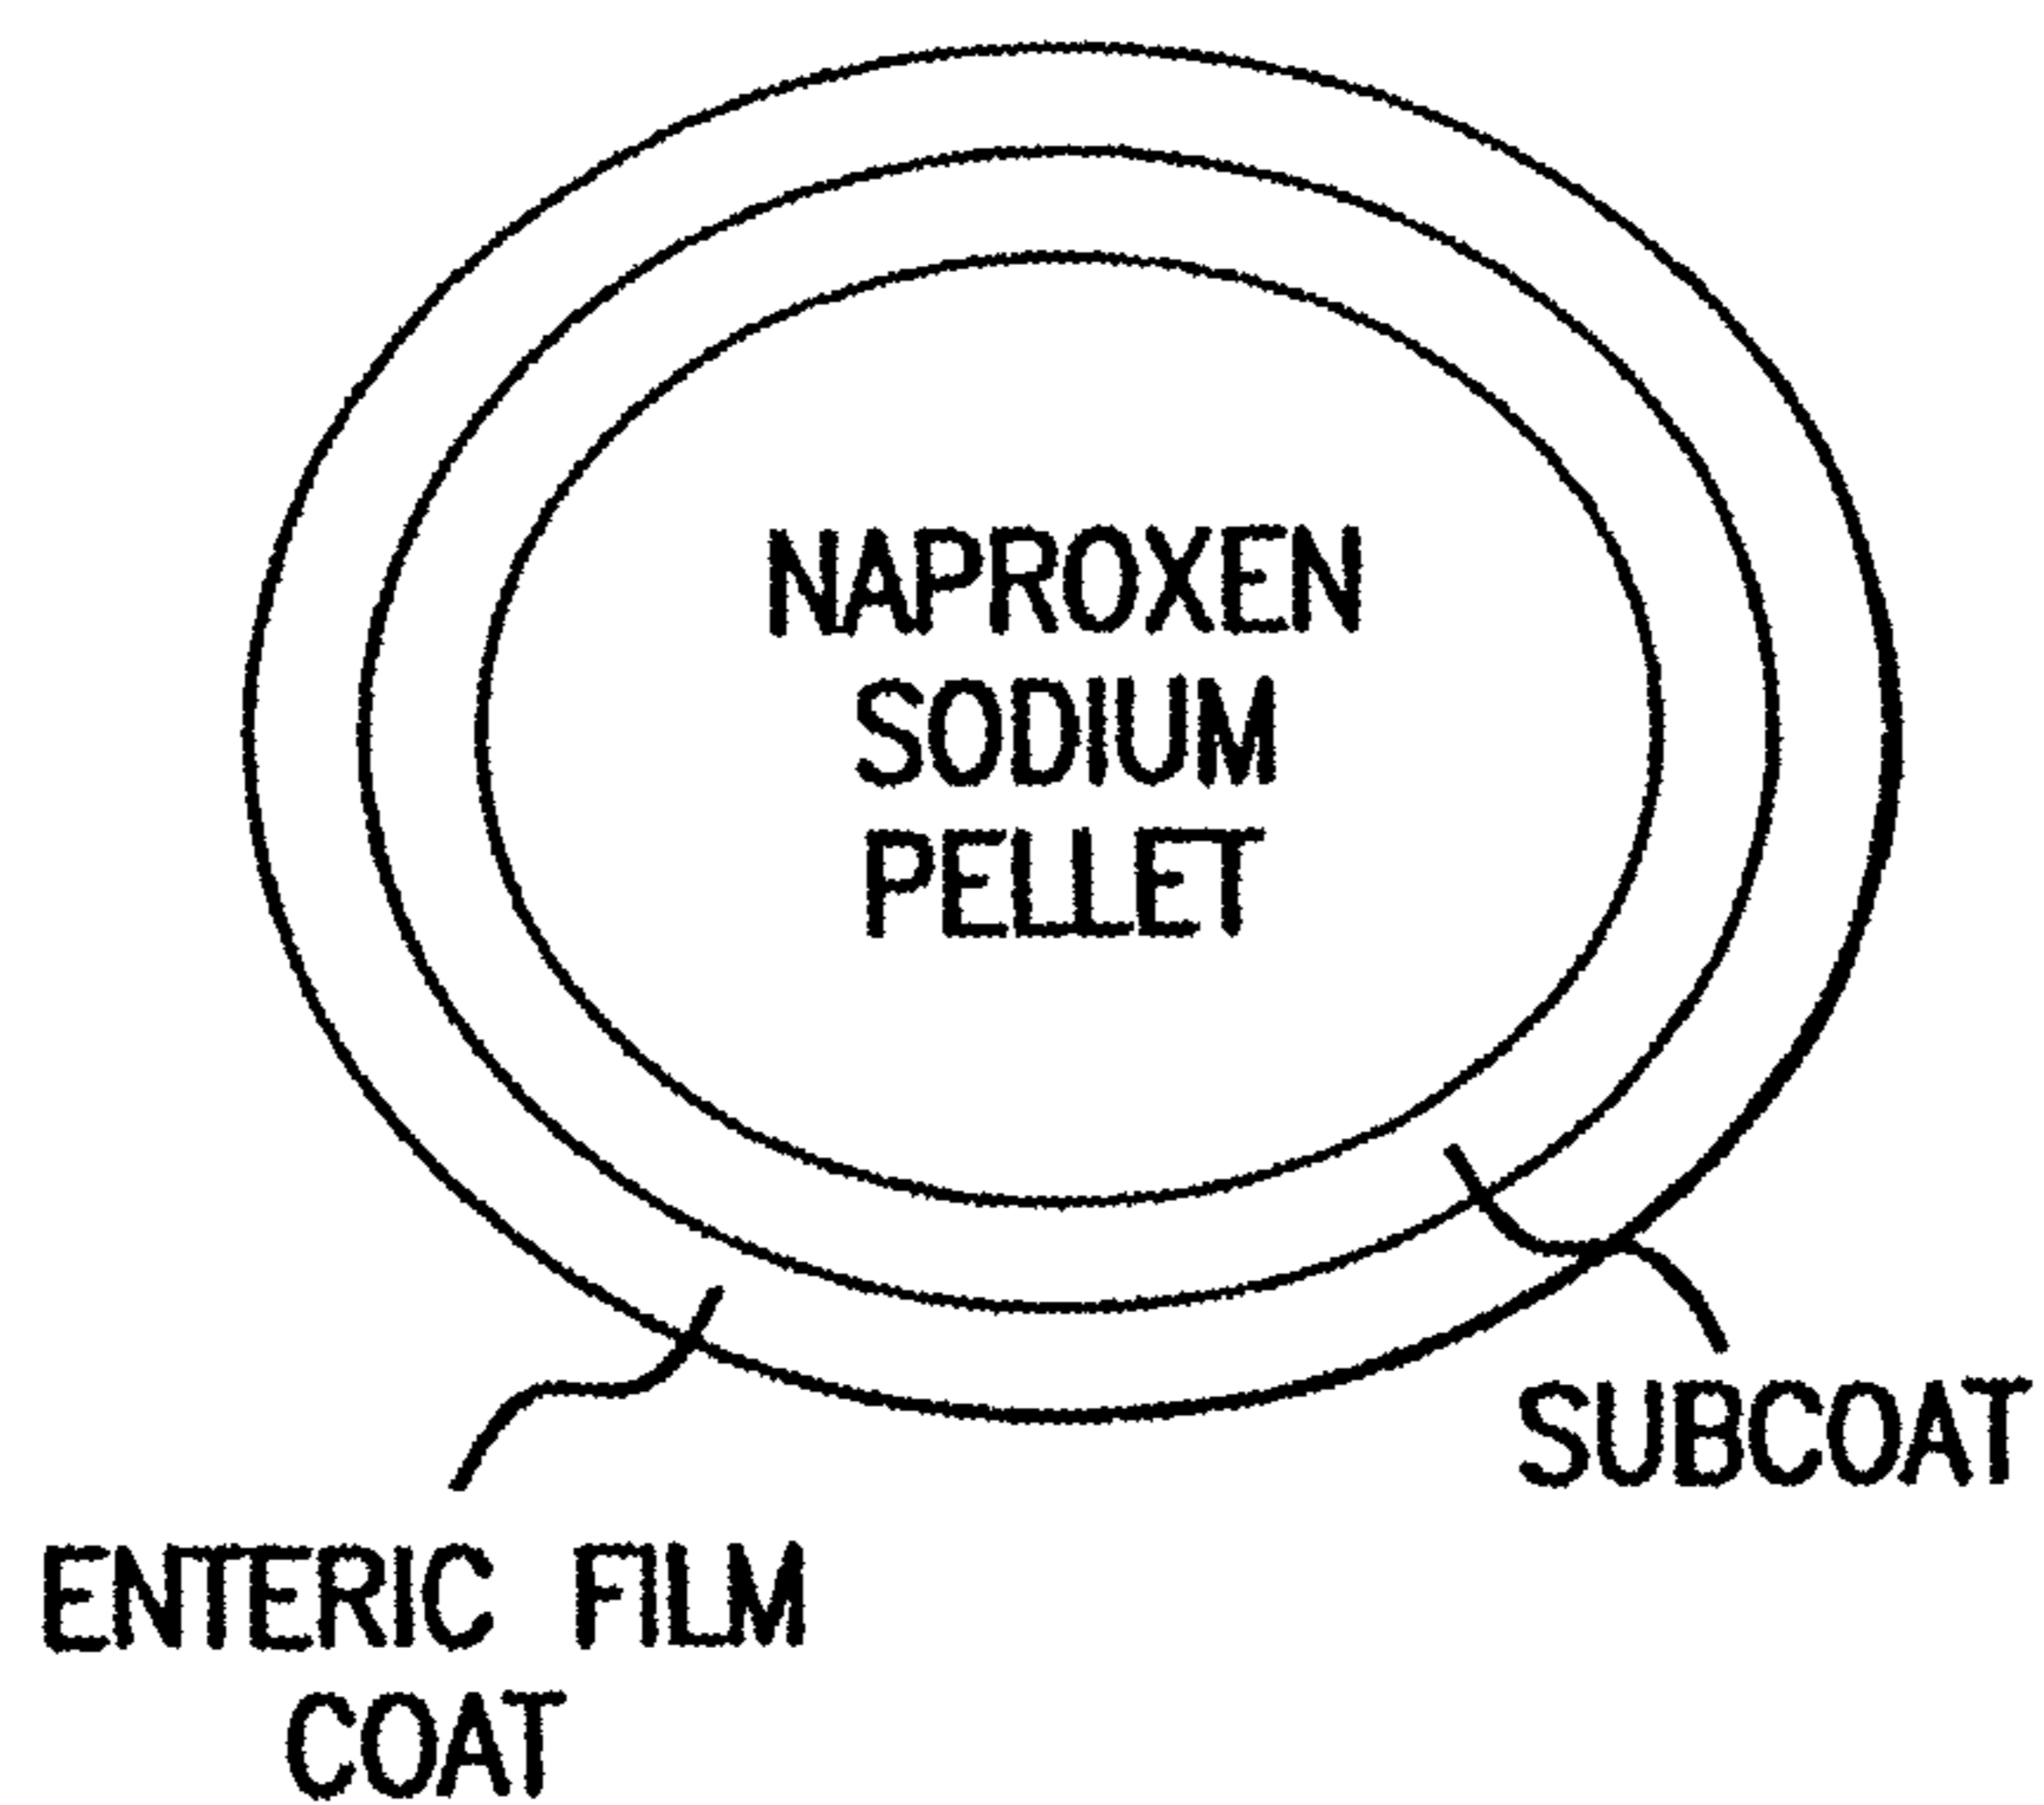 NAPROXEN
SODIUM
PELLET
SUBCOAT
ENTERIC FILM
COAT